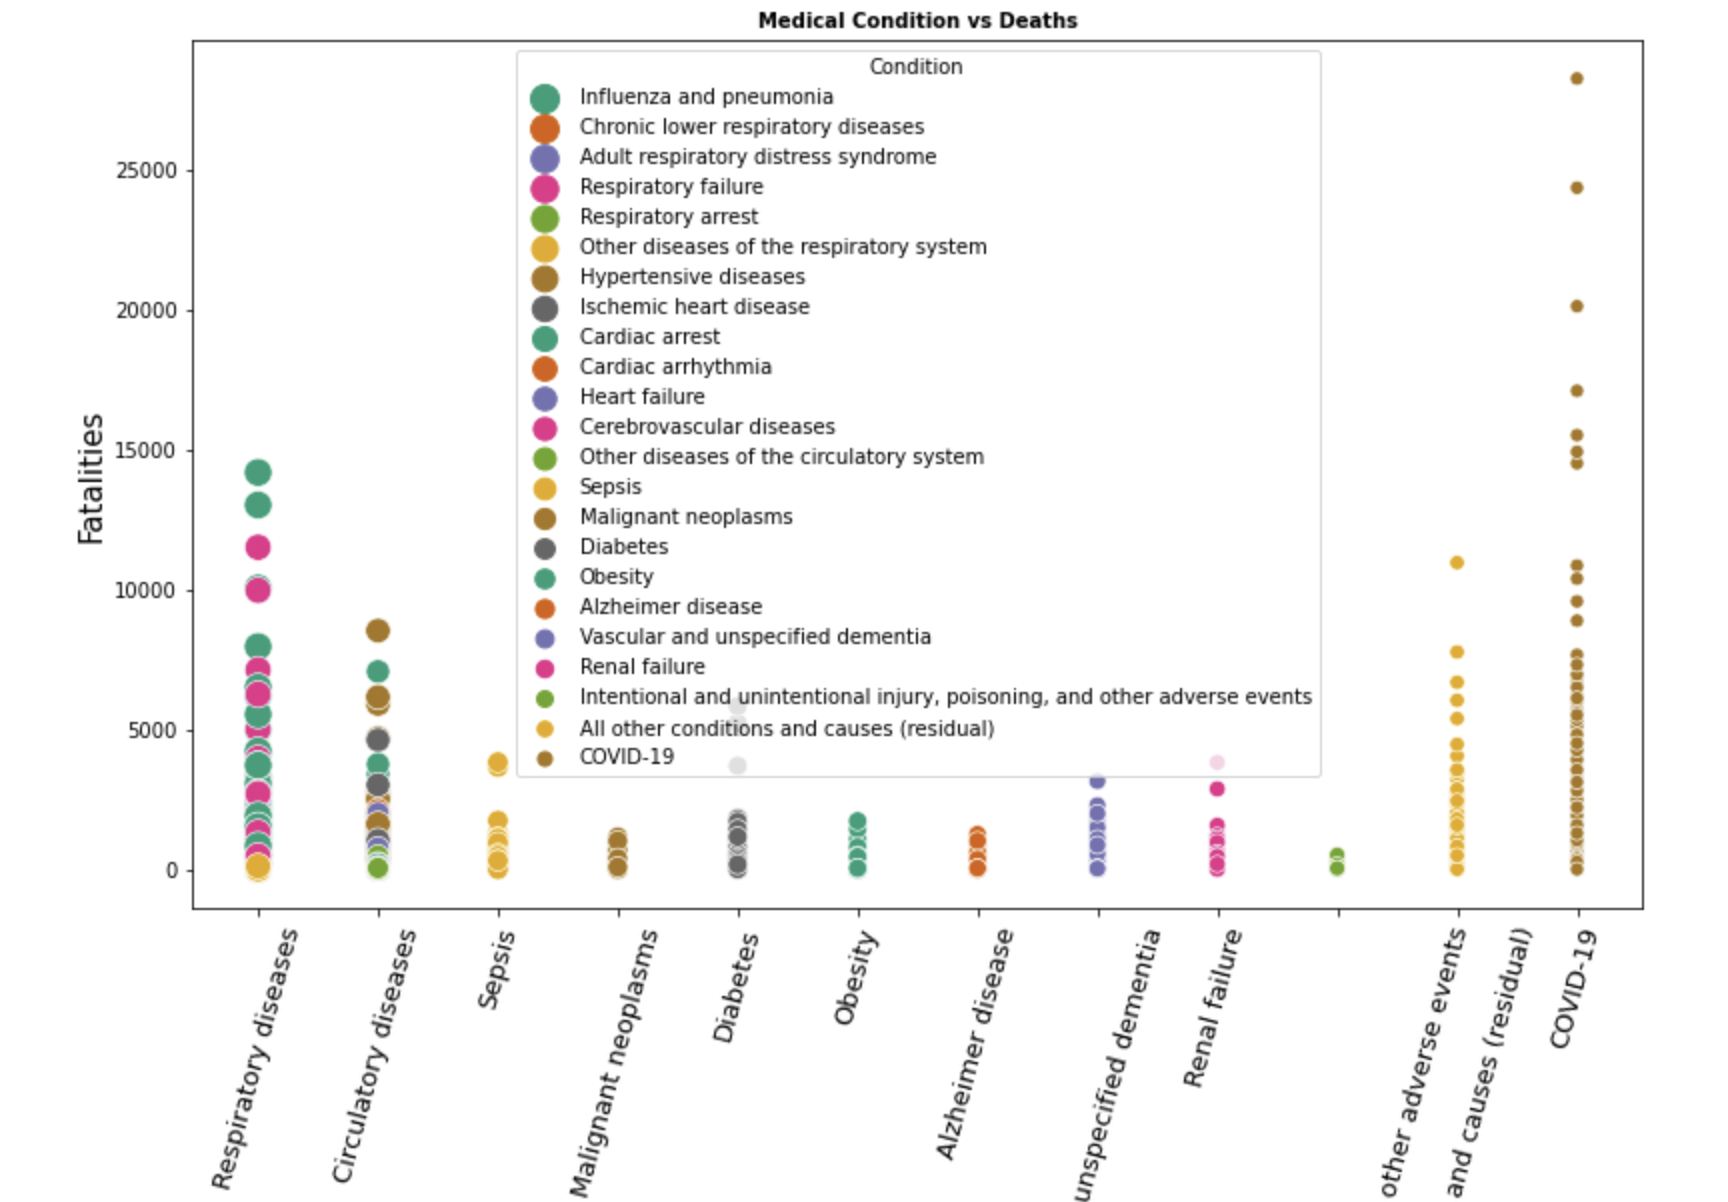 Medical Condition vs Deaths
Condition
Influenza and pneumonia
Chronic lower respiratory diseases
Adult respiratory distress syndrome
Respiratory failure
Respiratory arrest
Other diseases of the respiratory system
Hypertensive diseases
Ischemic heart disease
Cardiac arrest
Cardiac arrhythmia
Heart failure
Cerebrovascular diseases
Other diseases of the circulatory system
Sepsis
Malignant neoplasms
Diabetes
Obesity
Alzheimer disease
Vascular and unspecified dementia
Renal failure
Intentional and unintentional injury, poisoning, and other adverse events
All other conditions and causes (residual)
COVID-19
Fatalities
25000
20000
15000
10000
5000
0
Respiratory diseases
Circulatory diseases
Sepsis
Malignant neoplasms
Diabetes
Obesity
Alzheimer disease
unspecified dementia
Renal failure
other adverse events
and causes (residual)
COVID-19